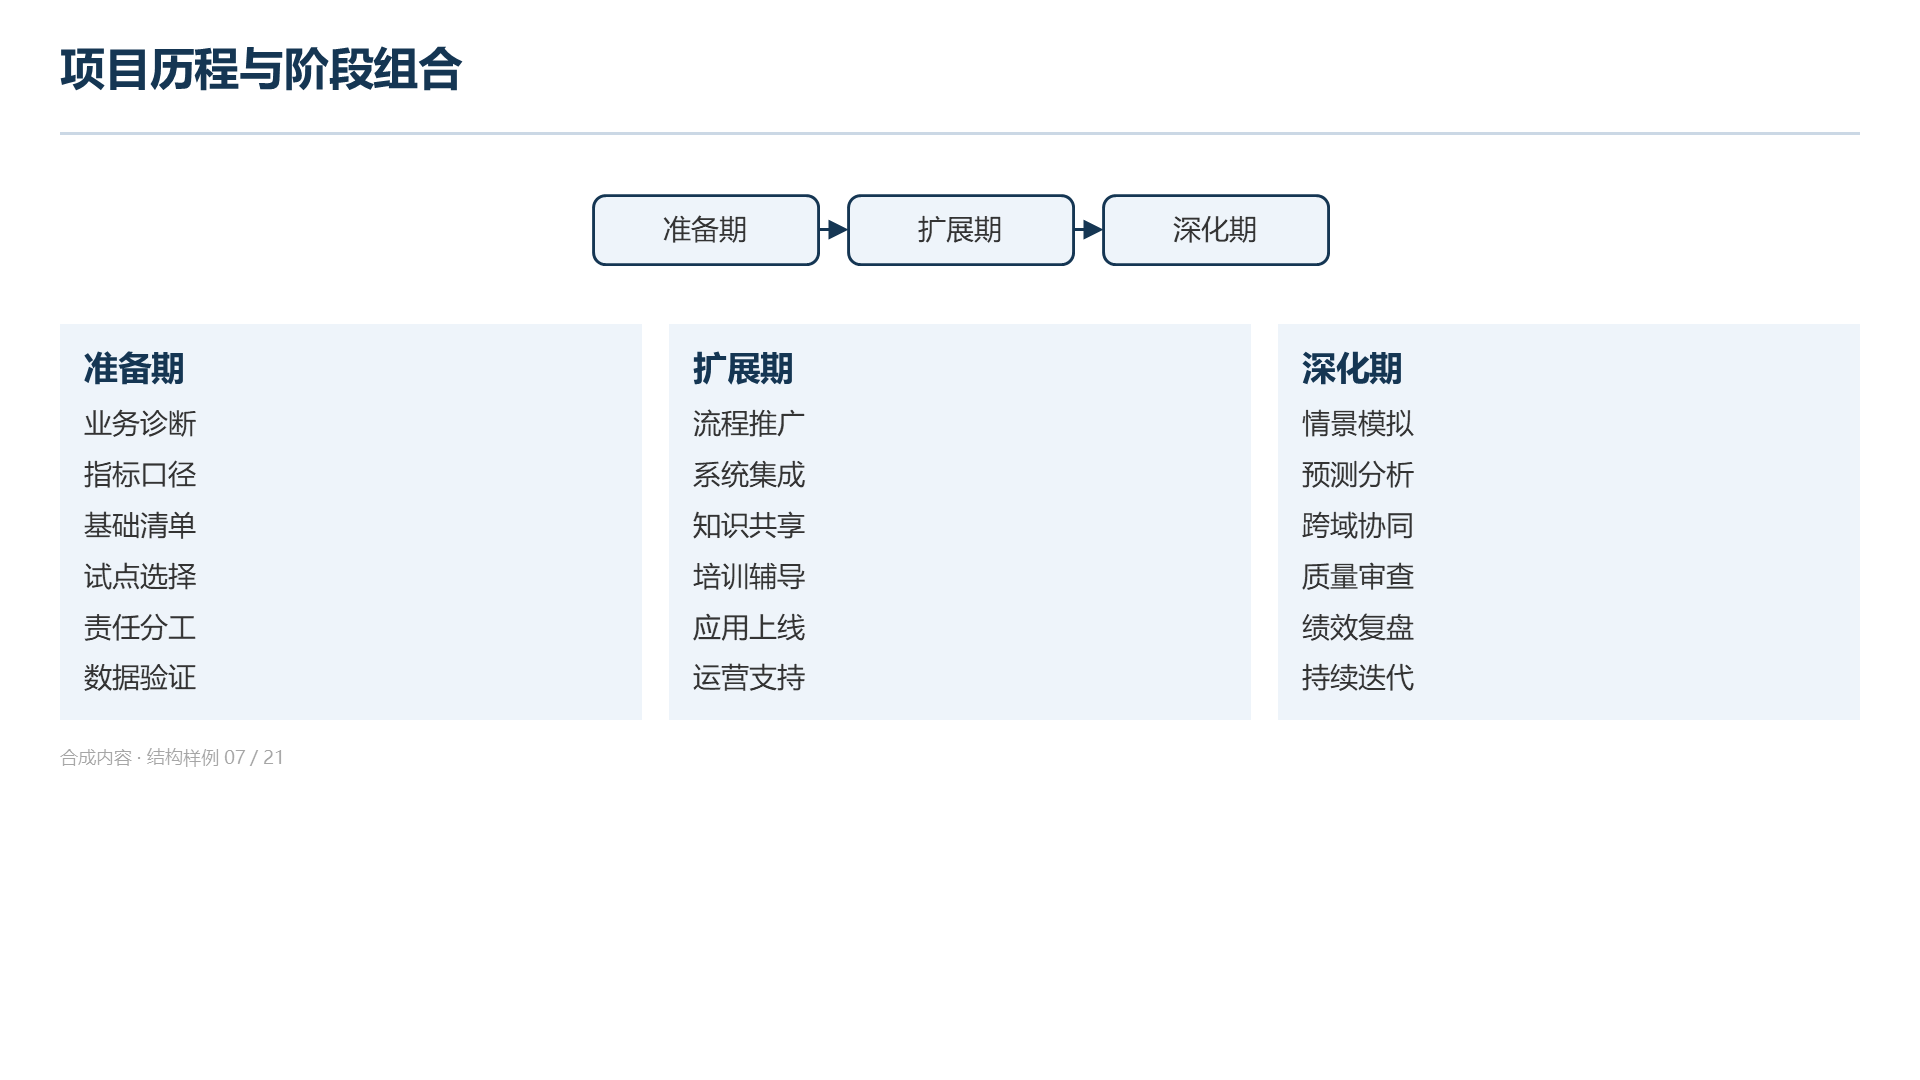 项目历程与阶段组合
准备期
扩展期
深化期
准备期
业务诊断
指标口径
基础清单
试点选择
责任分工
数据验证
扩展期
流程推广
系统集成
知识共享
培训辅导
应用上线
运营支持
深化期
情景模拟
预测分析
跨域协同
质量审查
绩效复盘
持续迭代
合成内容 · 结构样例 07 / 21